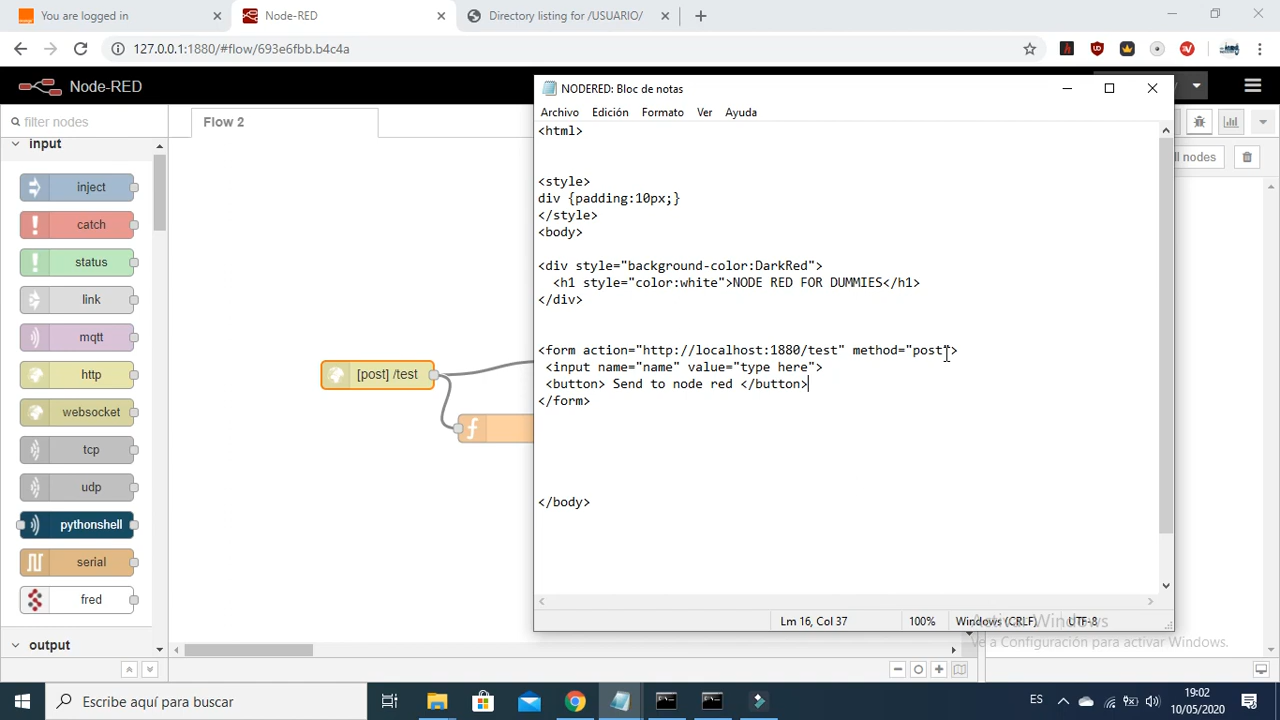 You are logged in
Node-RED
Directory listing for /USUARIO/
127.0.0.1:1880/#flow/693e6fbb.b4c4a
Node-RED
filter nodes
Flow 2
input
inject
catch
status
link
mqtt
http
websocket
tcp
udp
pythonshell
serial
fred
output
[post] /test
ll nodes
NODERED: Bloc de notas
Archivo Edición Formato Ver Ayuda
<html>
<style>
div {padding:10px;}
</style>
<body>
<div style="background-color:DarkRed">
<h1 style="color:white">NODE RED FOR DUMMIES</h1>
</div>
<form action="http://localhost:1880/test" method="post">
<input name="name" value="type here">
<button> Send to node red </button>
</form>
</body>
Lm 16, Col 37 100% Windows (CRLF) UTF-8
Activar Windows
Ve a Configuración para activar Windows.
Escribe aquí para buscar
ES
19:02
10/05/2020